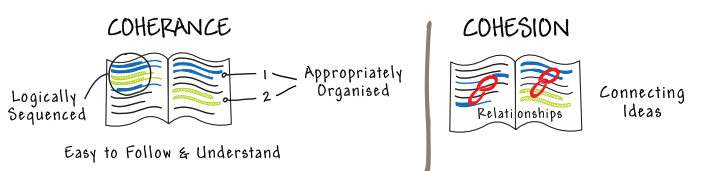 COHERANCE
Logically
Sequenced
1
2
Appropriately
Organised
Easy to Follow & Understand
COHESION
Relationships
Connecting
Ideas